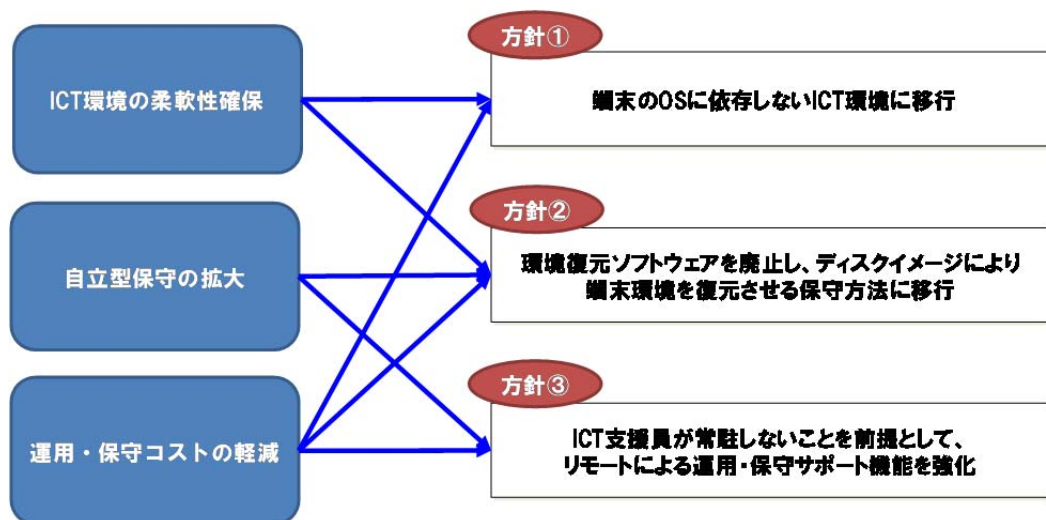 ICT環境の柔軟性確保
自立型保守の拡大
運用・保守コストの軽減
方針①
端末のOSに依存しないICT環境に移行
方針②
環境復元ソフトウェアを廃止し、ディスクイメージにより
端末環境を復元させる保守方法に移行
方針③
ICT支援員が常駐しないことを前提として、
リモートによる運用・保守サポート機能を強化